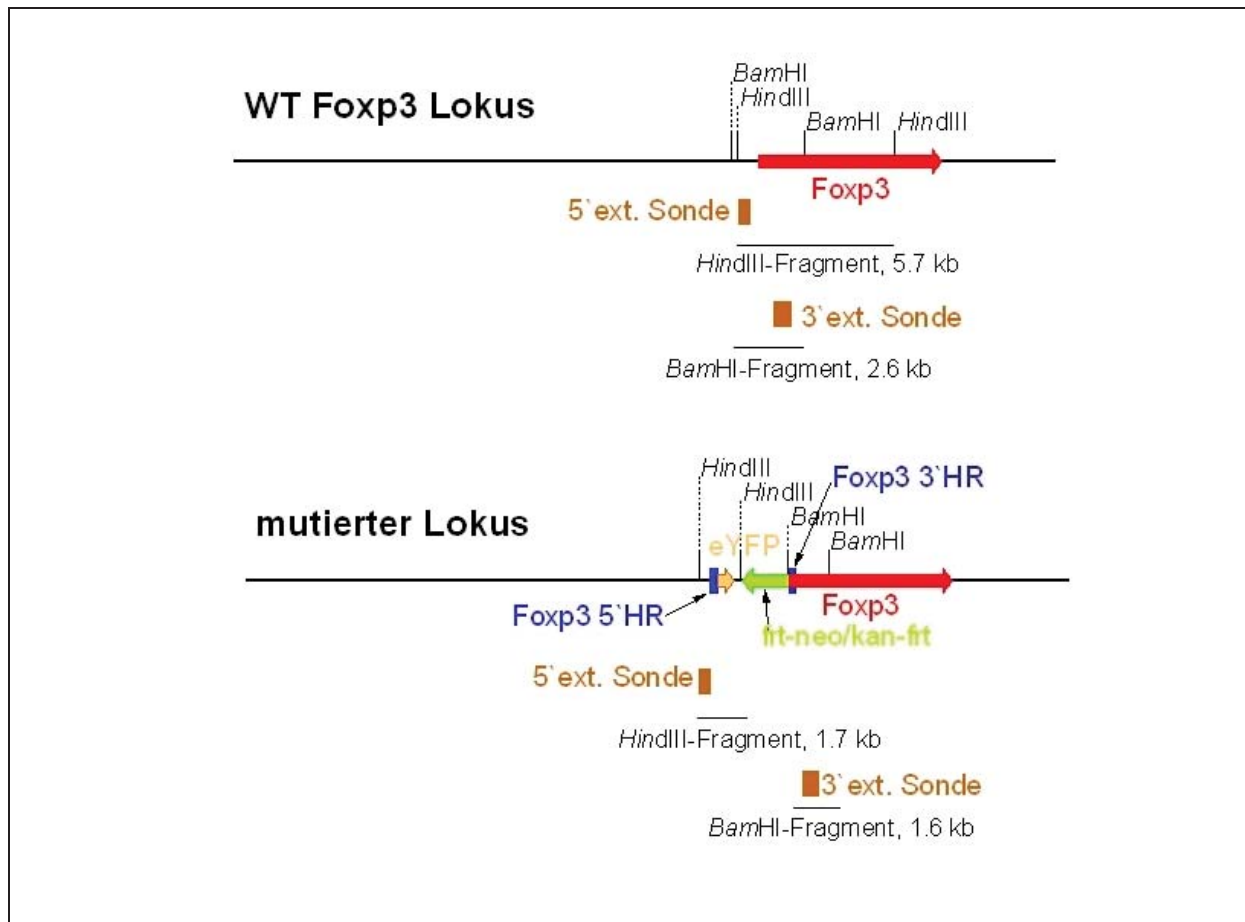 BamHI
WT Foxp3 Lokus
HindIII
BamHI HindIII
Foxp3
5`ext. Sonde
HindIII-Fragment, 5.7 kb
3`ext. Sonde
BamHI-Fragment, 2.6 kb
HindIII
Foxp3 3`HR
HindIII
BamHI
mutierter Lokus
BamHI
eYFP
Foxp3 5`HR
Foxp3
frt-neo/kan-frt
5`ext. Sonde
HindIII-Fragment, 1.7 kb
3`ext. Sonde
BamHI-Fragment, 1.6 kb